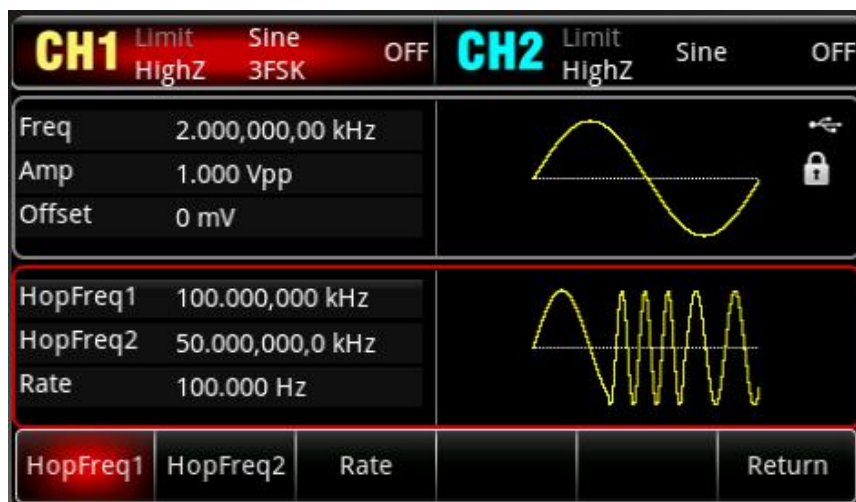 CH1 Limit Sine OFF CH2 Limit Sine OFF
HighZ 3FSK HighZ
Freq 2.000,000,00 kHz
Amp 1.000 Vpp
Offset 0 mV
HopFreq1 100.000,000 kHz
HopFreq2 50.000,000,0 kHz
Rate 100.000 Hz
HopFreq1 HopFreq2 Rate Return